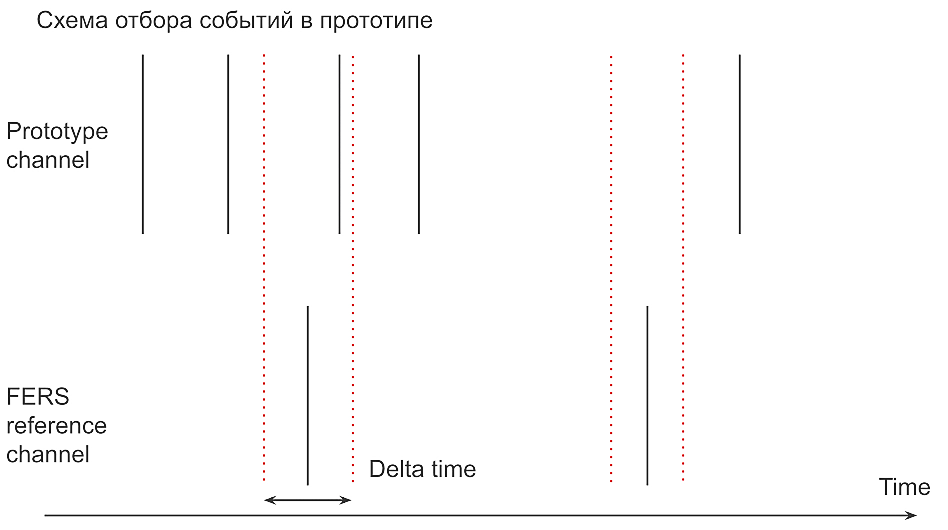 Схема отбора событий в прототипе
Prototype
channel
FERS
reference
channel
Delta time
Time